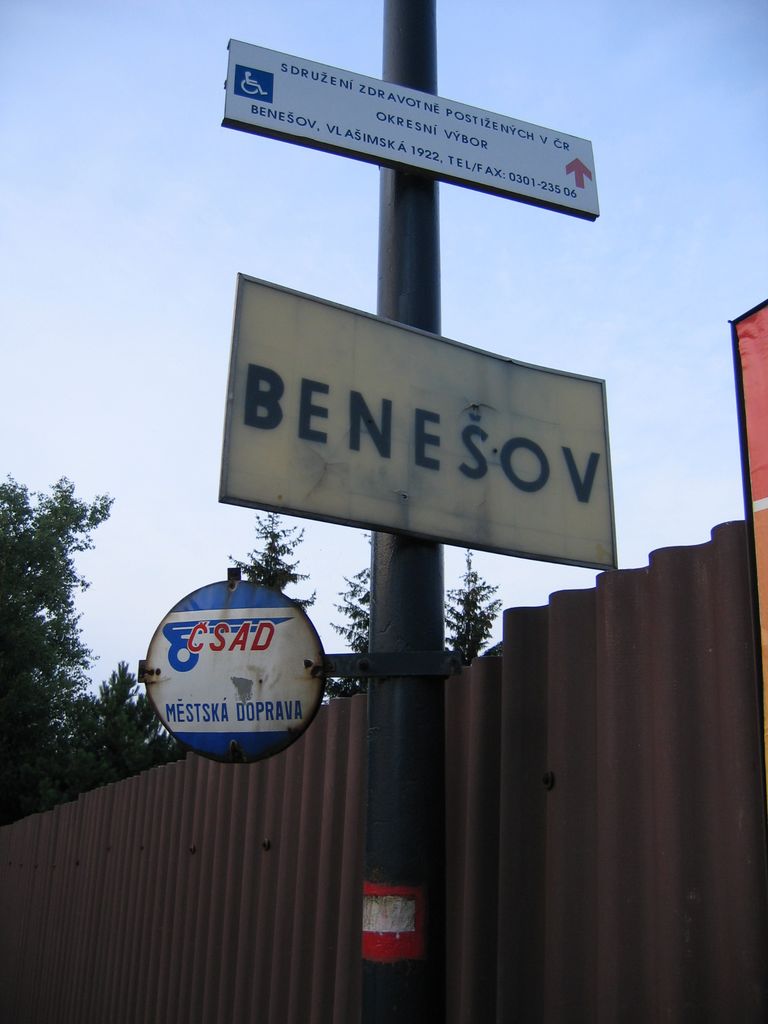 SDRUŽENÍ ZDRAVOTNĚ POSTIŽENÝCH V ČR
OKRESNÍ VÝBOR
BENEŠOV, VLAŠIMSKÁ 1922, TEL/FAX: 0301-235 06
BENEŠOV
ČSAD
MĚSTSKÁ DOPRAVA